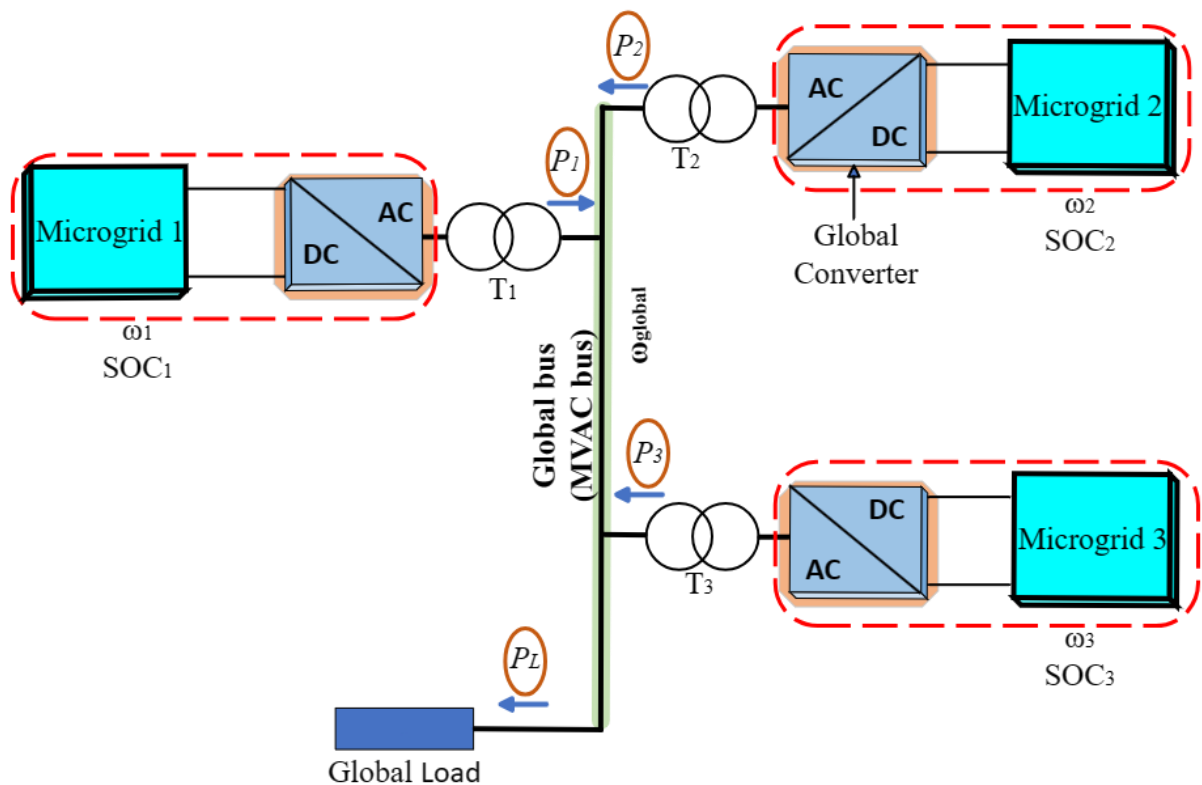 P2
AC
DC
Microgrid 2
T2
ω2
SOC2
Global
Converter
P1
Microgrid 1
AC
DC
T1
ω1
SOC1
ωglobal
Global bus
(MVAC bus)
P3
DC
AC
Microgrid 3
T3
ω3
SOC3
PL
Global Load